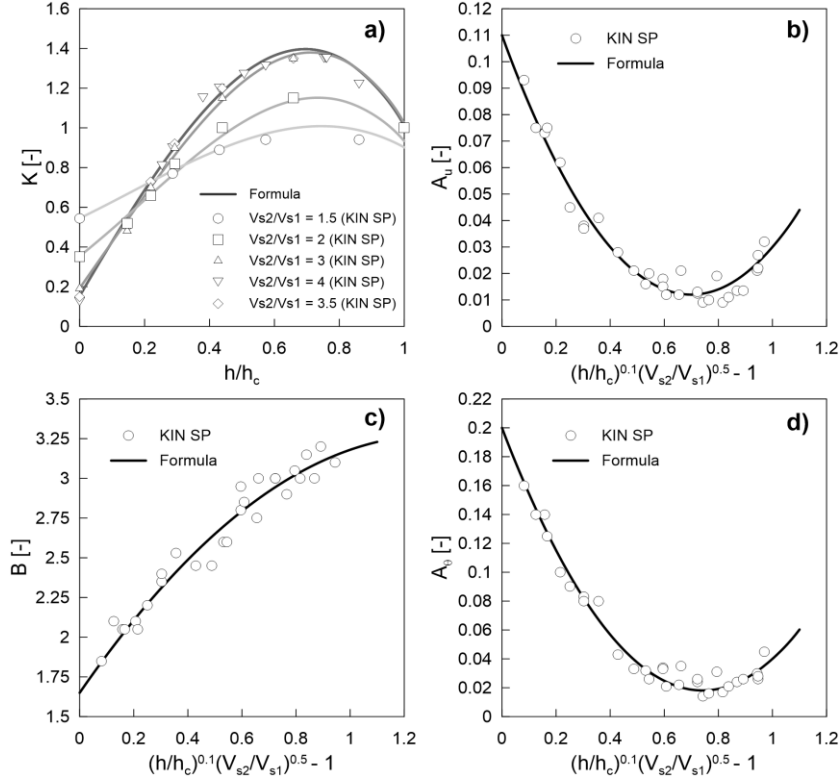 a)
1.6
1.4
1.2
1
0.8
0.6
0.4
0.2
0
K [-]
Formula
Vs2/Vs1 = 1.5 (KIN SP)
Vs2/Vs1 = 2 (KIN SP)
Vs2/Vs1 = 3 (KIN SP)
Vs2/Vs1 = 4 (KIN SP)
Vs2/Vs1 = 3.5 (KIN SP)
0 0.2 0.4 0.6 0.8 1
h/hc
b)
0.12
0.11
0.1
0.09
0.08
0.07
0.06
0.05
0.04
0.03
0.02
0.01
0
Au [-]
KIN SP
Formula
0 0.2 0.4 0.6 0.8 1 1.2
(h/hc)^0.1(Vs2/Vs1)^0.5 - 1
c)
3.5
3.25
3
2.75
2.5
2.25
2
1.75
1.5
B [-]
KIN SP
Formula
0 0.2 0.4 0.6 0.8 1 1.2
(h/hc)^0.1(Vs2/Vs1)^0.5 - 1
d)
0.22
0.2
0.18
0.16
0.14
0.12
0.1
0.08
0.06
0.04
0.02
0
Aθ [-]
KIN SP
Formula
0 0.2 0.4 0.6 0.8 1 1.2
(h/hc)^0.1(Vs2/Vs1)^0.5 - 1